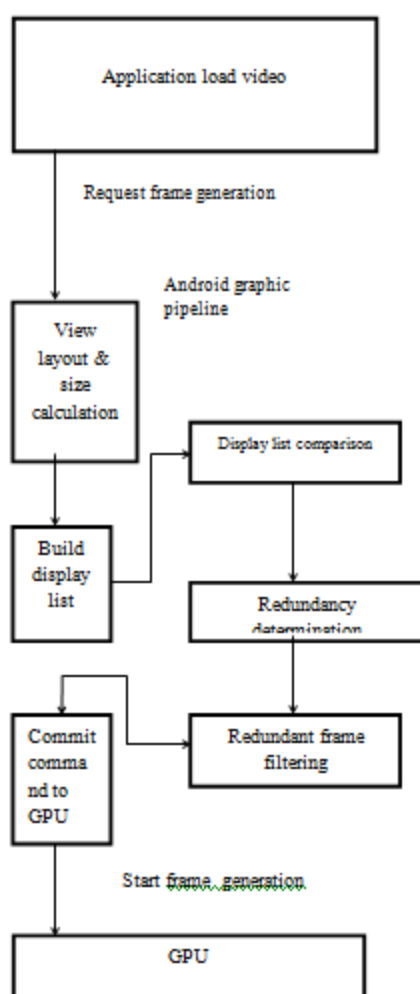 Application load video
Request frame generation
Android graphic
pipeline
View
layout &
size
calculation
Display list comparison
Build
display
list
Redundancy
determination
Commit
comma
nd to
GPU
Redundant frame
filtering
Start frame generation
GPU